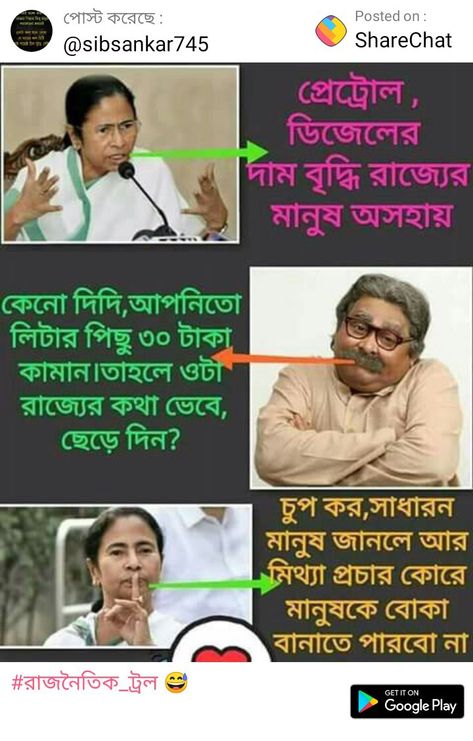 পোস্ট করেছে :
@sibsankar745
Posted on :
ShareChat
প্রেট্রোল ,
ডিজেলের
দাম বৃদ্ধি রাজ্যের
মানুষ অসহায়
কেনো দিদি,আপনিতো
লিটার পিছু ৩০ টাকা
কামান।তাহলে ওটা
রাজ্যের কথা ভেবে,
ছেড়ে দিন?
চুপ কর,সাধারন
মানুষ জানলে আর
মিথ্যা প্রচার কোরে
মানুষকে বোকা
বানাতে পারবো না
#রাজনৈতিক_ট্রল 😅
GET IT ON
Google Play